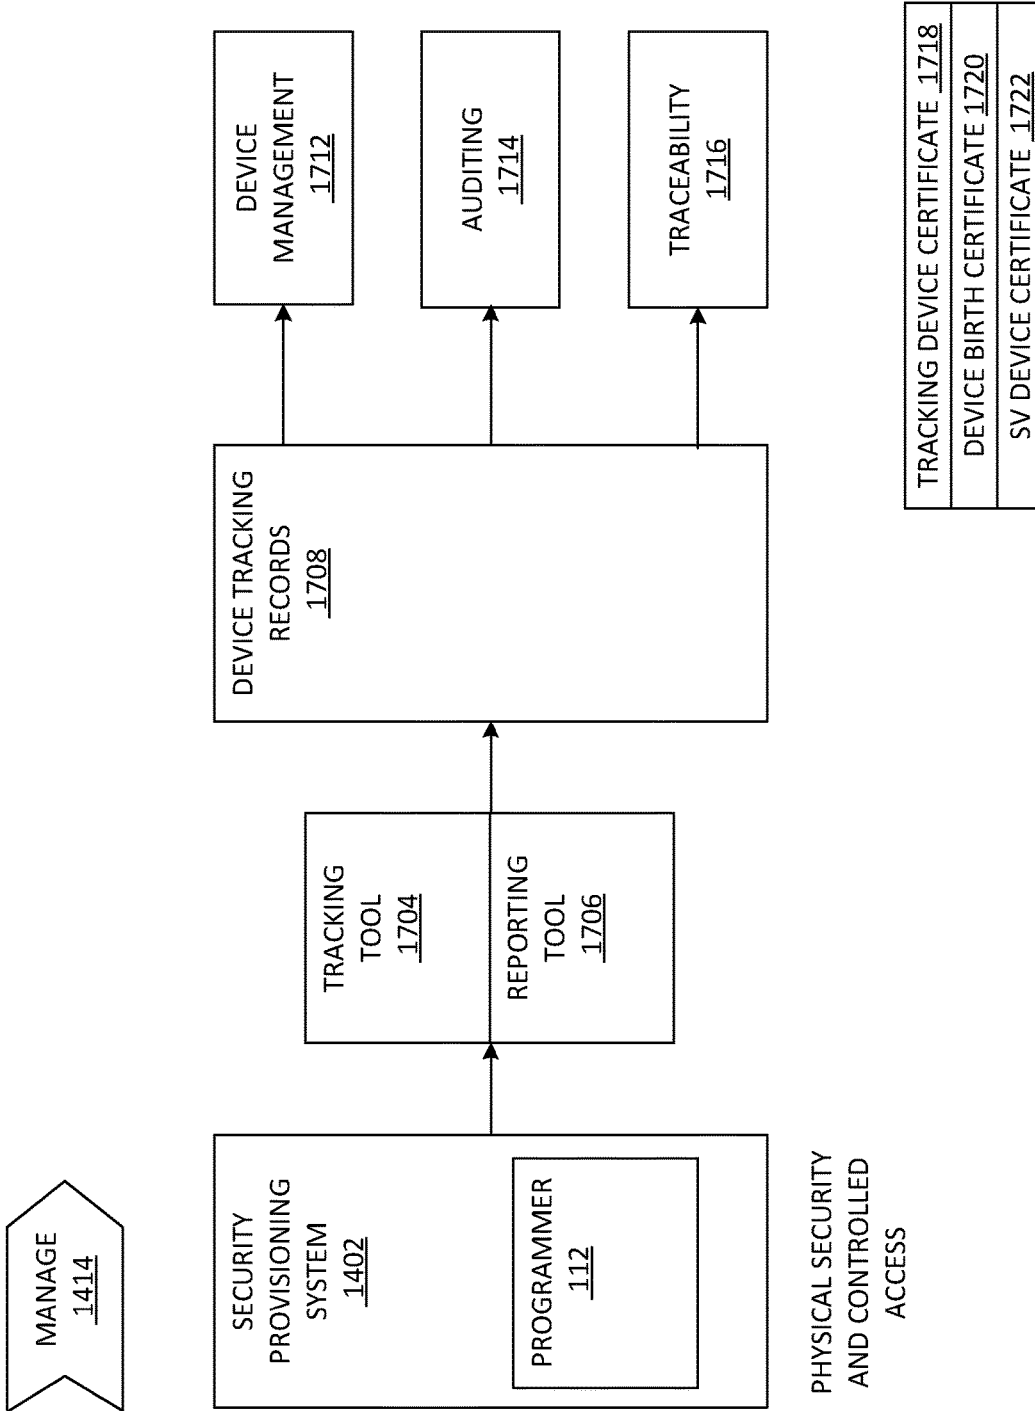 MANAGE
1414
SECURITY
PROVISIONING
SYSTEM
1402
PROGRAMMER
112
PHYSICAL SECURITY
AND CONTROLLED
ACCESS
TRACKING
TOOL
1704
REPORTING
TOOL
1706
DEVICE TRACKING
RECORDS
1708
DEVICE
MANAGEMENT
1712
AUDITING
1714
TRACEABILITY
1716
TRACKING DEVICE CERTIFICATE 1718
DEVICE BIRTH CERTIFICATE 1720
SV DEVICE CERTIFICATE 1722